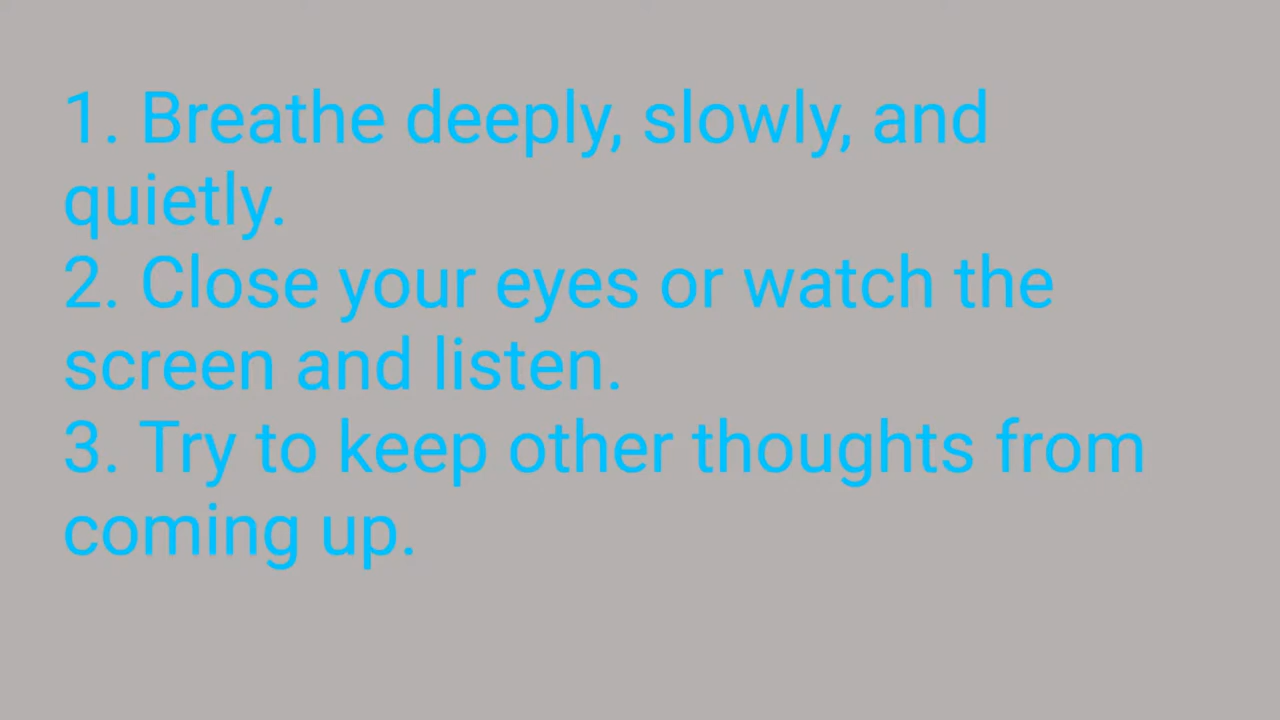 1. Breathe deeply, slowly, and
quietly.
2. Close your eyes or watch the
screen and listen.
3. Try to keep other thoughts from
coming up.